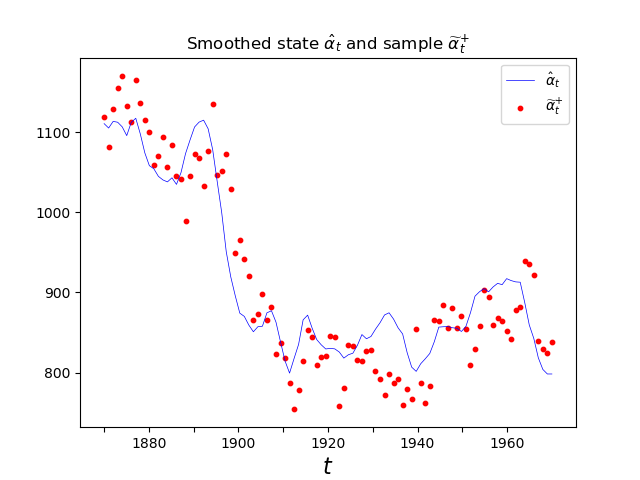 Smoothed state α̂ₜ and sample α̃ₜ⁺
α̂ₜ
α̃ₜ⁺
1100
1000
900
800
1880 1900 1920 1940 1960
t